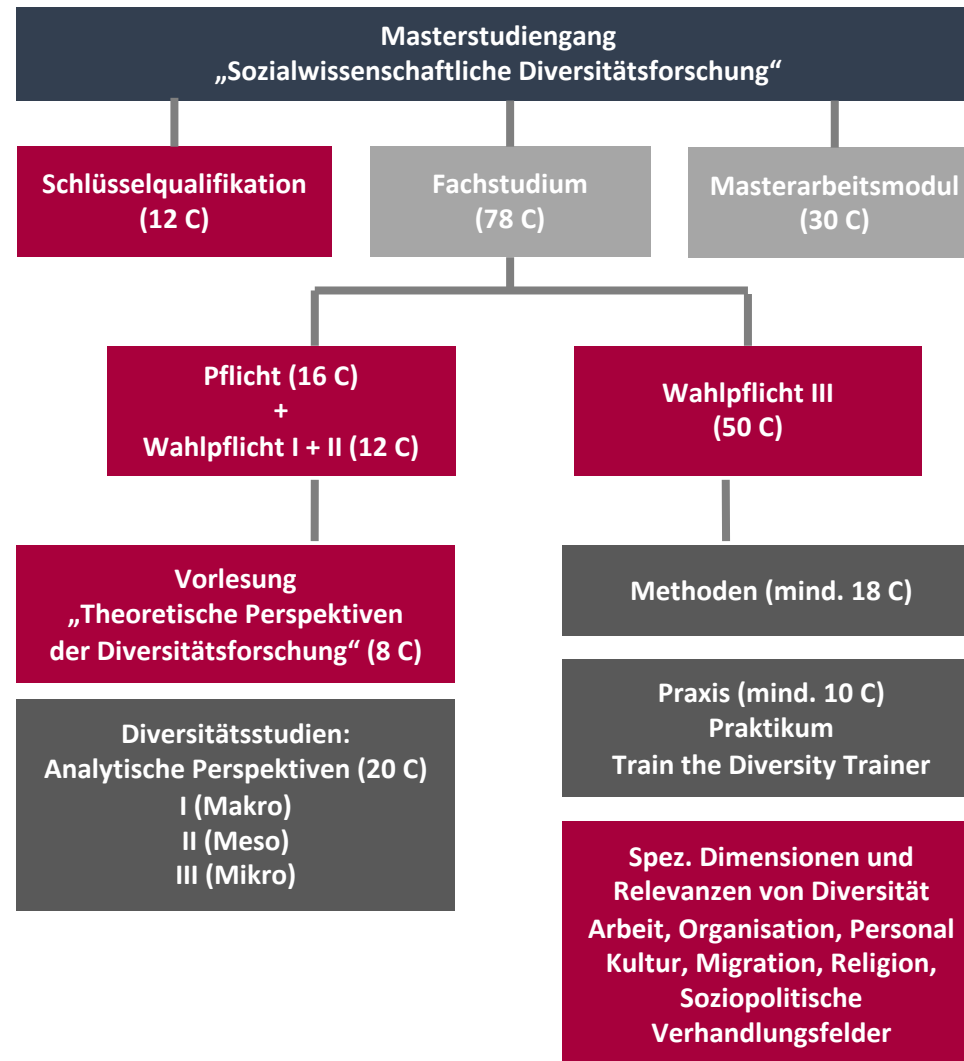 Masterstudiengang
„Sozialwissenschaftliche Diversitätsforschung“
Schlüsselqualifikation
(12 C)
Fachstudium
(78 C)
Masterarbeitsmodul
(30 C)
Pflicht (16 C)
+
Wahlpflicht I + II (12 C)
Wahlpflicht III
(50 C)
Vorlesung
„Theoretische Perspektiven
der Diversitätsforschung“ (8 C)
Diversitätsstudien:
Analytische Perspektiven (20 C)
I (Makro)
II (Meso)
III (Mikro)
Methoden (mind. 18 C)
Praxis (mind. 10 C)
Praktikum
Train the Diversity Trainer
Spez. Dimensionen und
Relevanzen von Diversität
Arbeit, Organisation, Personal
Kultur, Migration, Religion,
Soziopolitische
Verhandlungsfelder